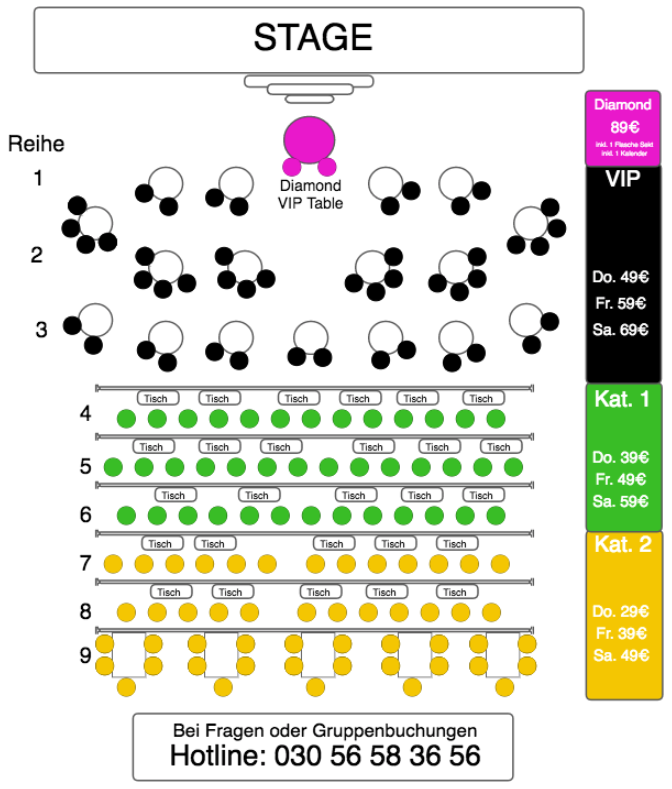 STAGE
Diamond
89€
inkl. 1 Flasche Sekt
inkl. 1 Kalender
Reihe
Diamond
VIP Table
1
VIP
2
Do. 49€
Fr. 59€
Sa. 69€
3
Tisch Tisch Tisch Tisch Tisch Tisch
4
Kat. 1
Tisch Tisch Tisch Tisch Tisch Tisch
5
Do. 39€
Fr. 49€
Sa. 59€
Tisch Tisch Tisch Tisch Tisch
6
Tisch Tisch Tisch Tisch Tisch
7
Kat. 2
Tisch Tisch Tisch Tisch Tisch
8
Do. 29€
Fr. 39€
Sa. 49€
9
Bei Fragen oder Gruppenbuchungen
Hotline: 030 56 58 36 56